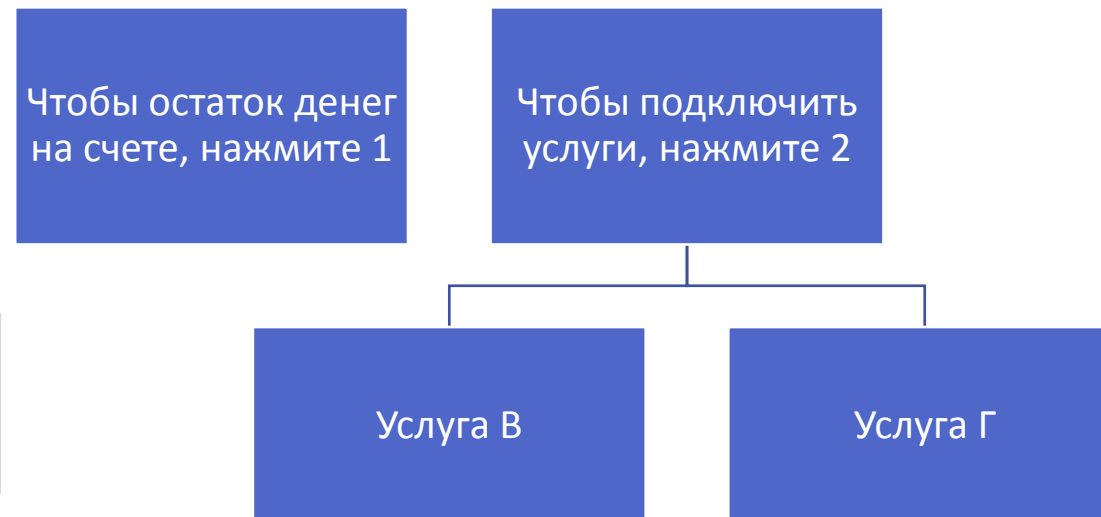 Чтобы остаток денег
на счете, нажмите 1
Чтобы подключить
услуги, нажмите 2
Услуга В
Услуга Г